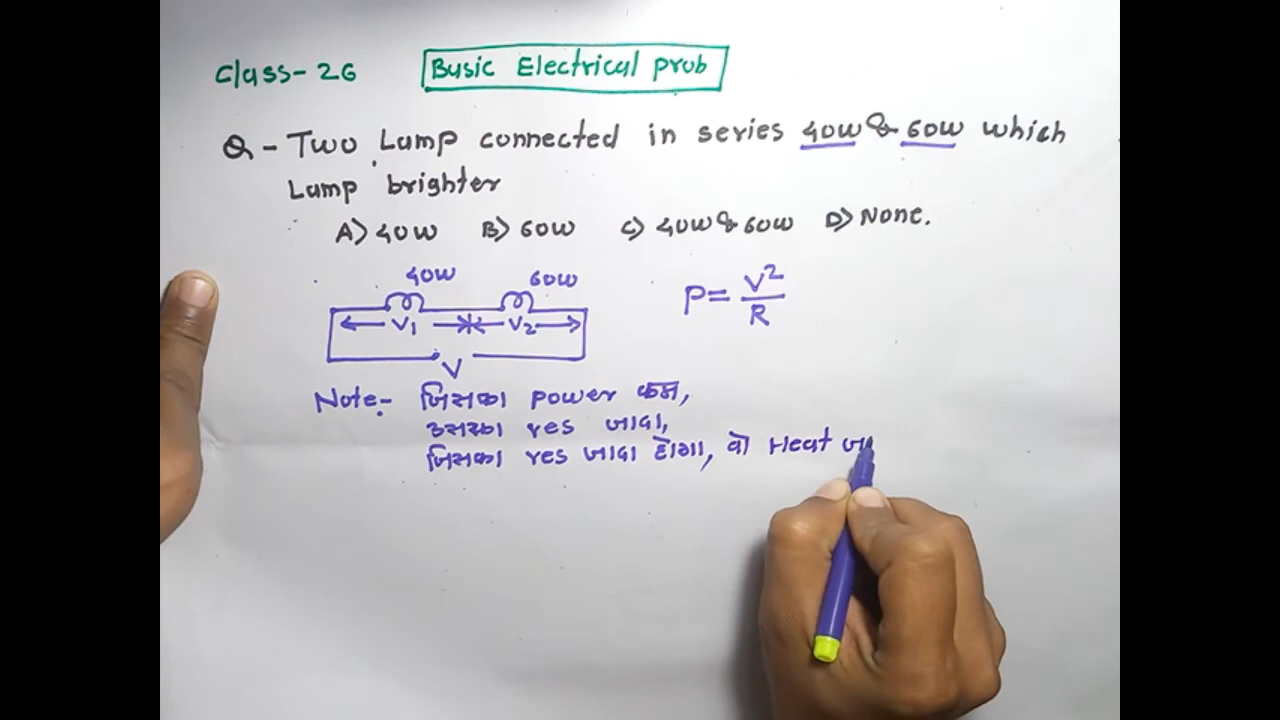 Class-26 Busic Electrical prob
Q - Two Lamp connected in series 40w & 60w which
Lamp brighter
A) 40w B) 60w C) 40w & 60w D) None.
40w 60w
P = V²/R
V₁ V₂
V
Note:- जिसका power कम,
उसका res जादा,
जिसका res जादा होगा, वो Heat